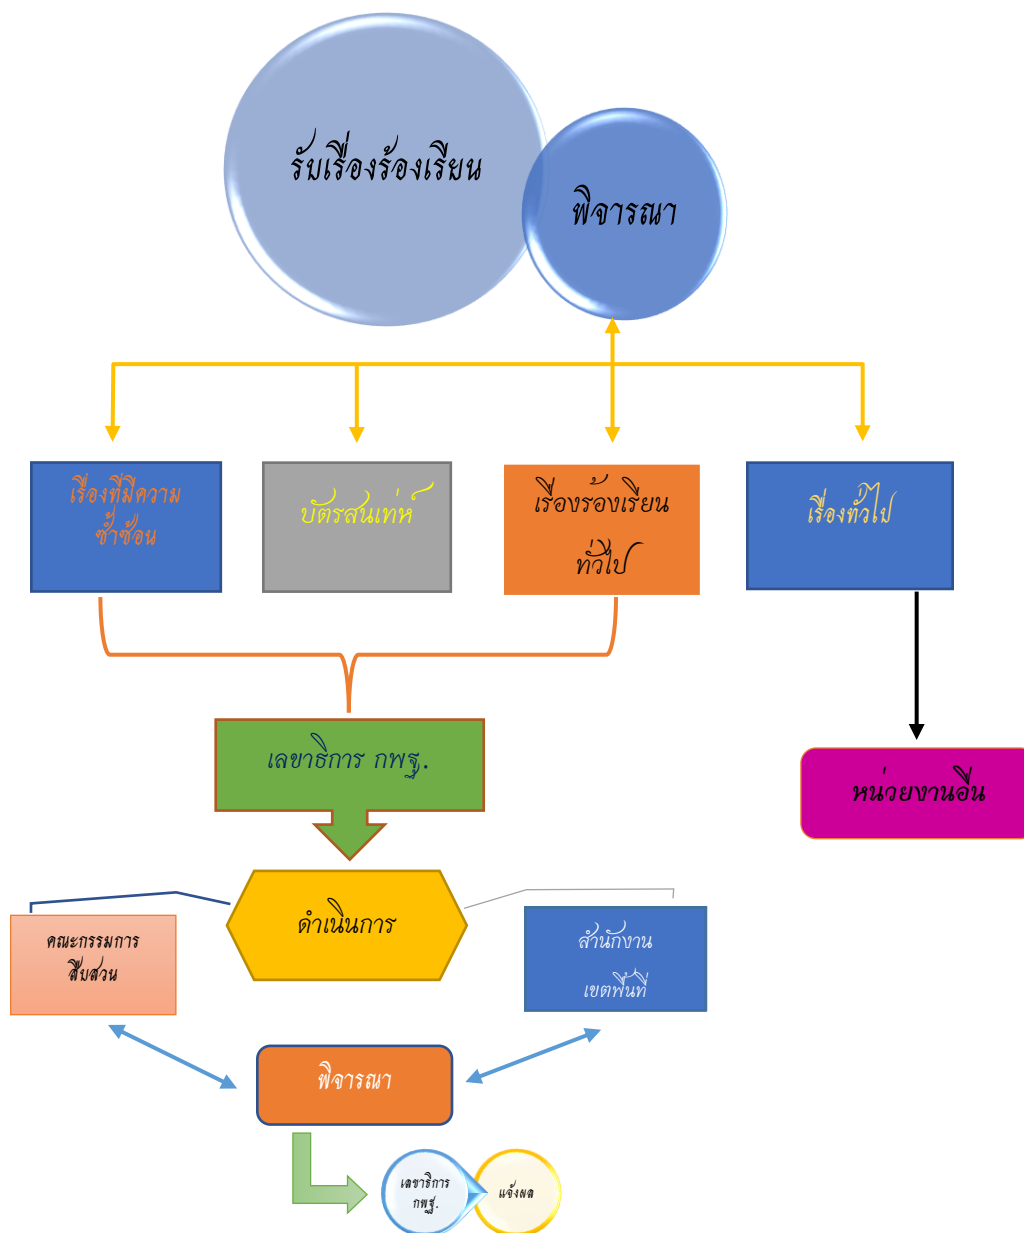 รับเรื่องร้องเรียน
พิจารณา
เรื่องที่มีความ
ซ้ำซ้อน
บัตรสนเท่ห์
เรื่องร้องเรียน
ทั่วไป
เรื่องทั่วไป
เลขาธิการ กพฐ.
หน่วยงานอื่น
ดำเนินการ
คณะกรรมการ
สืบสวน
สำนักงาน
เขตพื้นที่
พิจารณา
เลขาธิการ
กพฐ.
แจ้งผล